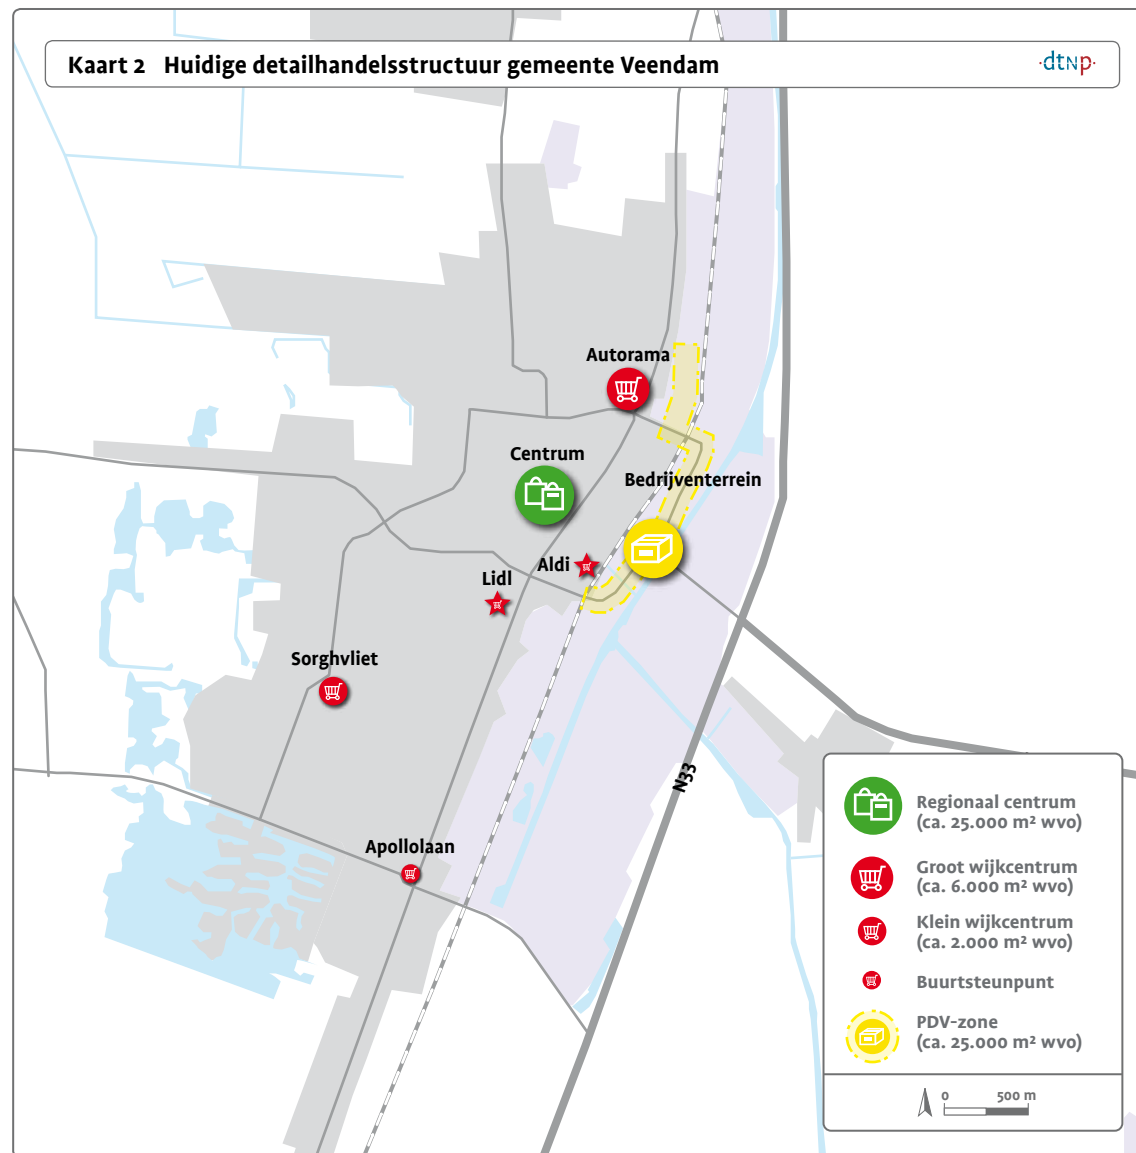 Kaart 2 Huidige detailhandelsstructuur gemeente Veendam
·dtnp·
Autorama
Centrum
Bedrijventerrein
Aldi
Lidl
Sorghvliet
N33
Apollolaan
Regionaal centrum
(ca. 25.000 m² wvo)
Groot wijkcentrum
(ca. 6.000 m² wvo)
Klein wijkcentrum
(ca. 2.000 m² wvo)
Buurtsteunpunt
PDV-zone
(ca. 25.000 m² wvo)
0 500 m